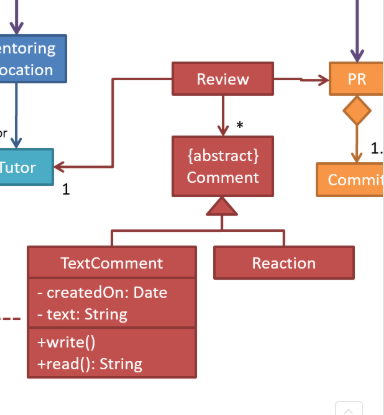 entoring
ocation
Review
PR
or
*
{abstract}
Comment
Tutor
1
1.
Commit
TextComment
- createdOn: Date
- text: String
+write()
+read(): String
Reaction